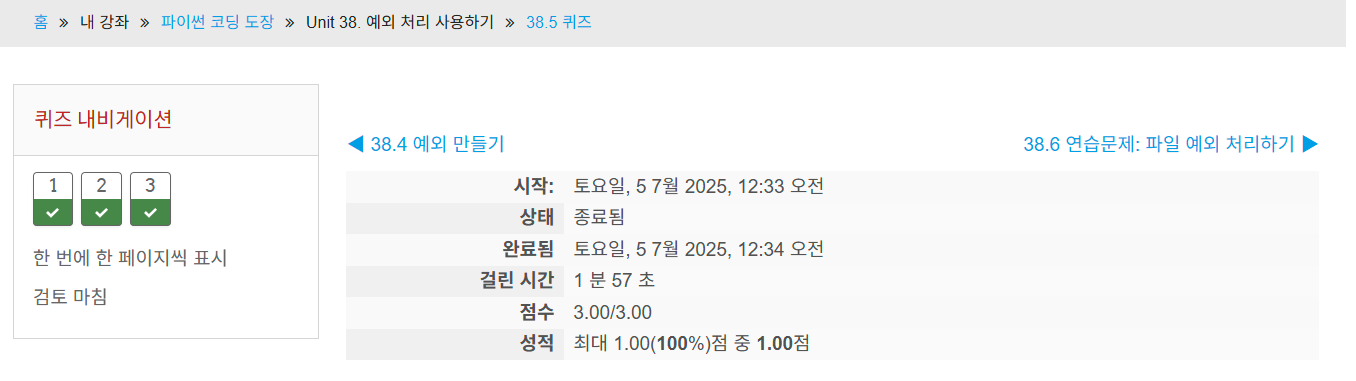 홈 » 내 강좌 » 파이썬 코딩 도장 » Unit 38. 예외 처리 사용하기 » 38.5 퀴즈
퀴즈 내비게이션
1 2 3
한 번에 한 페이지씩 표시
검토 마침
◀ 38.4 예외 만들기
38.6 연습문제: 파일 예외 처리하기 ▶
시작: 토요일, 5 7월 2025, 12:33 오전
상태 종료됨
완료됨 토요일, 5 7월 2025, 12:34 오전
걸린 시간 1 분 57 초
점수 3.00/3.00
성적 최대 1.00(100%)점 중 1.00점